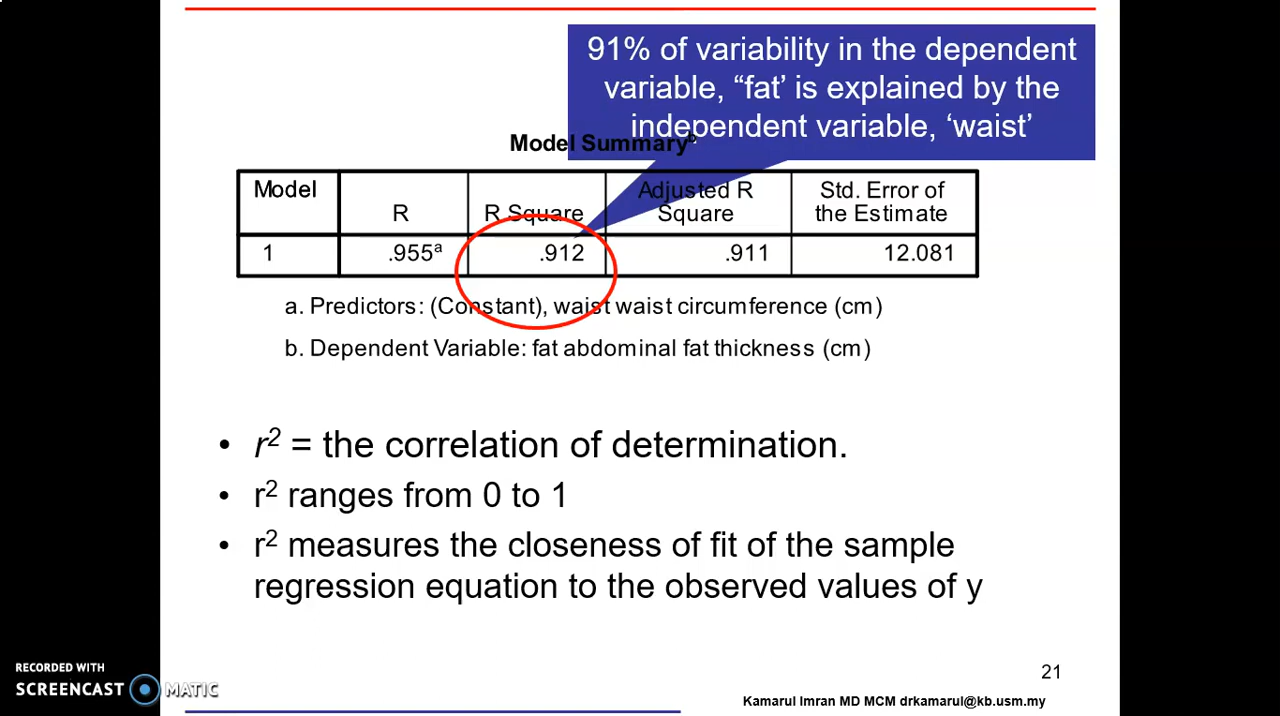 91% of variability in the dependent
variable, “fat’ is explained by the
independent variable, ‘waist’
Model Summaryᵇ
Model R R Square Adjusted R Square Std. Error of the Estimate
1 .955ᵃ .912 .911 12.081
a. Predictors: (Constant), waist waist circumference (cm)
b. Dependent Variable: fat abdominal fat thickness (cm)
• r² = the correlation of determination.
• r² ranges from 0 to 1
• r² measures the closeness of fit of the sample
regression equation to the observed values of y
21
Kamarul Imran MD MCM drkamarul@kb.usm.my
RECORDED WITH
SCREENCAST MATIC